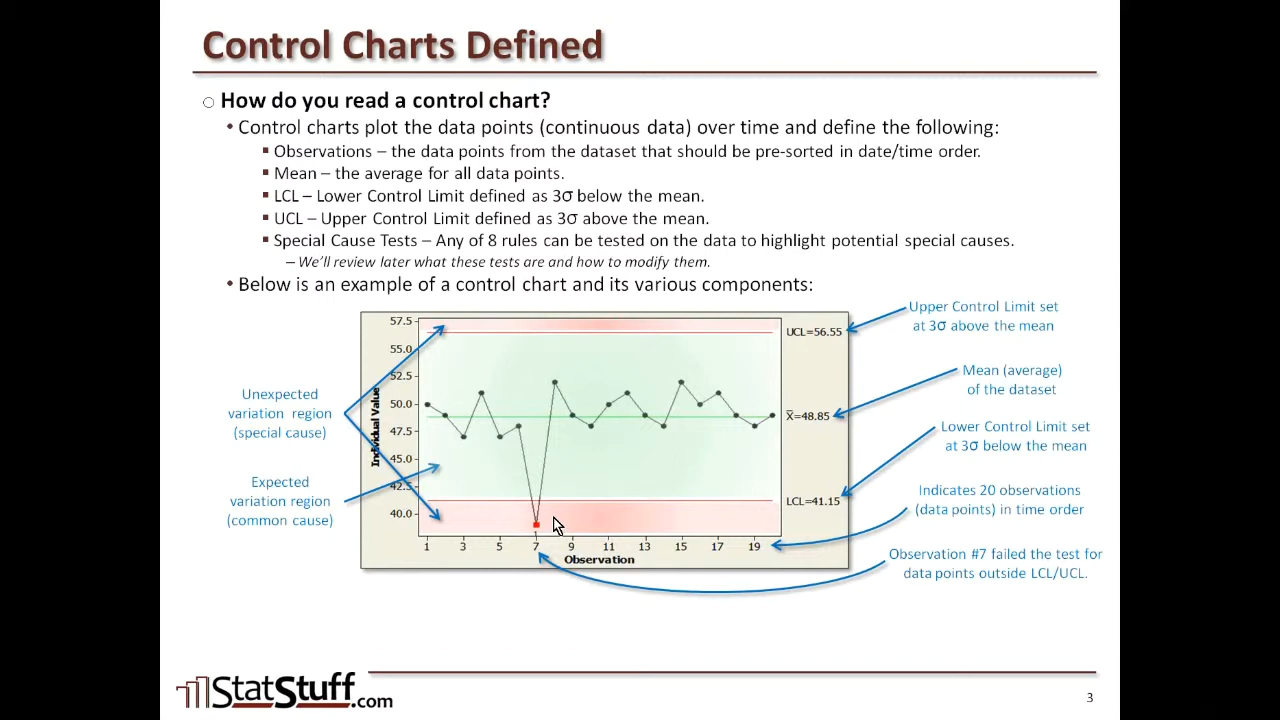 Control Charts Defined
How do you read a control chart?
Control charts plot the data points (continuous data) over time and define the following:
Observations – the data points from the dataset that should be pre-sorted in date/time order.
Mean – the average for all data points.
LCL – Lower Control Limit defined as 3σ below the mean.
UCL – Upper Control Limit defined as 3σ above the mean.
Special Cause Tests – Any of 8 rules can be tested on the data to highlight potential special causes.
– We'll review later what these tests are and how to modify them.
Below is an example of a control chart and its various components:
Unexpected
variation region
(special cause)
Expected
variation region
(common cause)
Individual Value
57.5
55.0
52.5
50.0
47.5
45.0
42.5
40.0
1
1 3 5 7 9 11 13 15 17 19
Observation
UCL=56.55
X̄=48.85
LCL=41.15
Upper Control Limit set
at 3σ above the mean
Mean (average)
of the dataset
Lower Control Limit set
at 3σ below the mean
Indicates 20 observations
(data points) in time order
Observation #7 failed the test for
data points outside LCL/UCL.
StatStuff.com
3